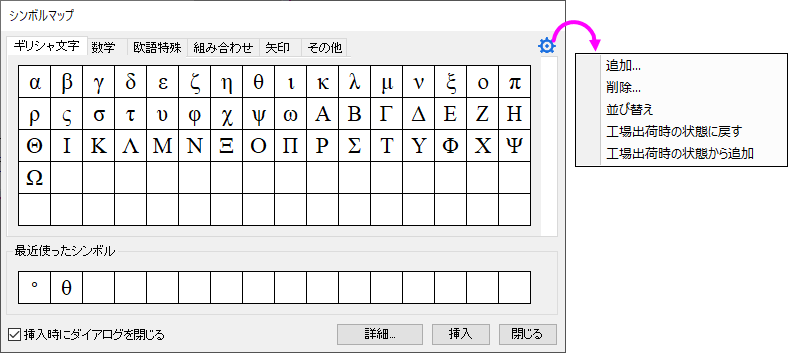 シンボルマップ
ギリシャ文字 数学 欧語特殊 組み合わせ 矢印 その他
α β γ δ ε ζ η θ ι κ λ μ ν ξ ο π
ρ ς σ τ υ φ χ ψ ω Α Β Γ Δ Ε Ζ Η
Θ Ι Κ Λ Μ Ν Ξ Ο Π Ρ Σ Τ Υ Φ Χ Ψ
Ω
最近使ったシンボル
° θ
挿入時にダイアログを閉じる 詳細... 挿入 閉じる
追加...
削除...
並び替え
工場出荷時の状態に戻す
工場出荷時の状態から追加